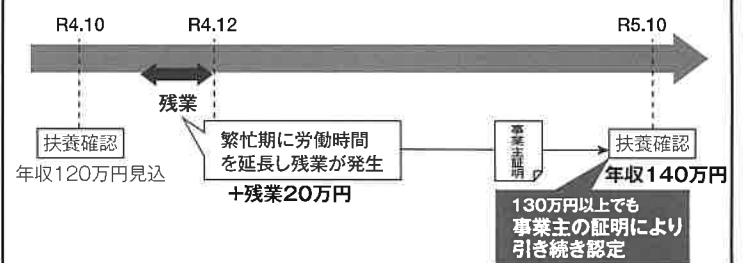 R4.10
R4.12
R5.10
残業
扶養確認
年収120万円見込
繁忙期に労働時間
を延長し残業が発生
+残業20万円
事業主証明
扶養確認
年収140万円
130万円以上でも
事業主の証明により
引き続き認定